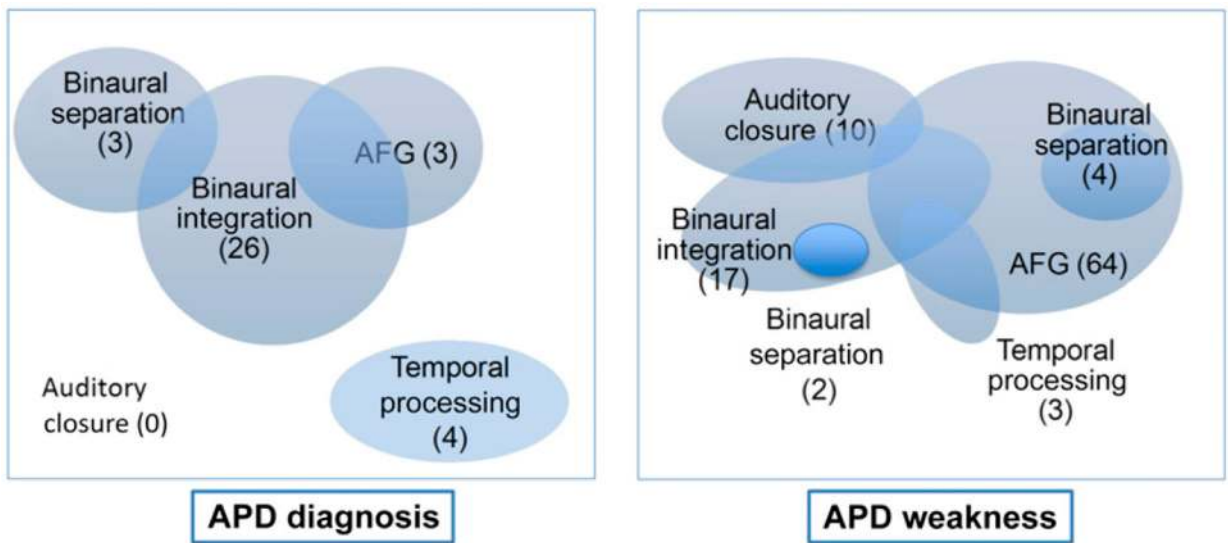 Binaural
separation
(3)
AFG (3)
Binaural
integration
(26)
Auditory
closure (0)
Temporal
processing
(4)
APD diagnosis
Auditory
closure (10)
Binaural
separation
(4)
Binaural
integration
(17)
AFG (64)
Binaural
separation
(2)
Temporal
processing
(3)
APD weakness